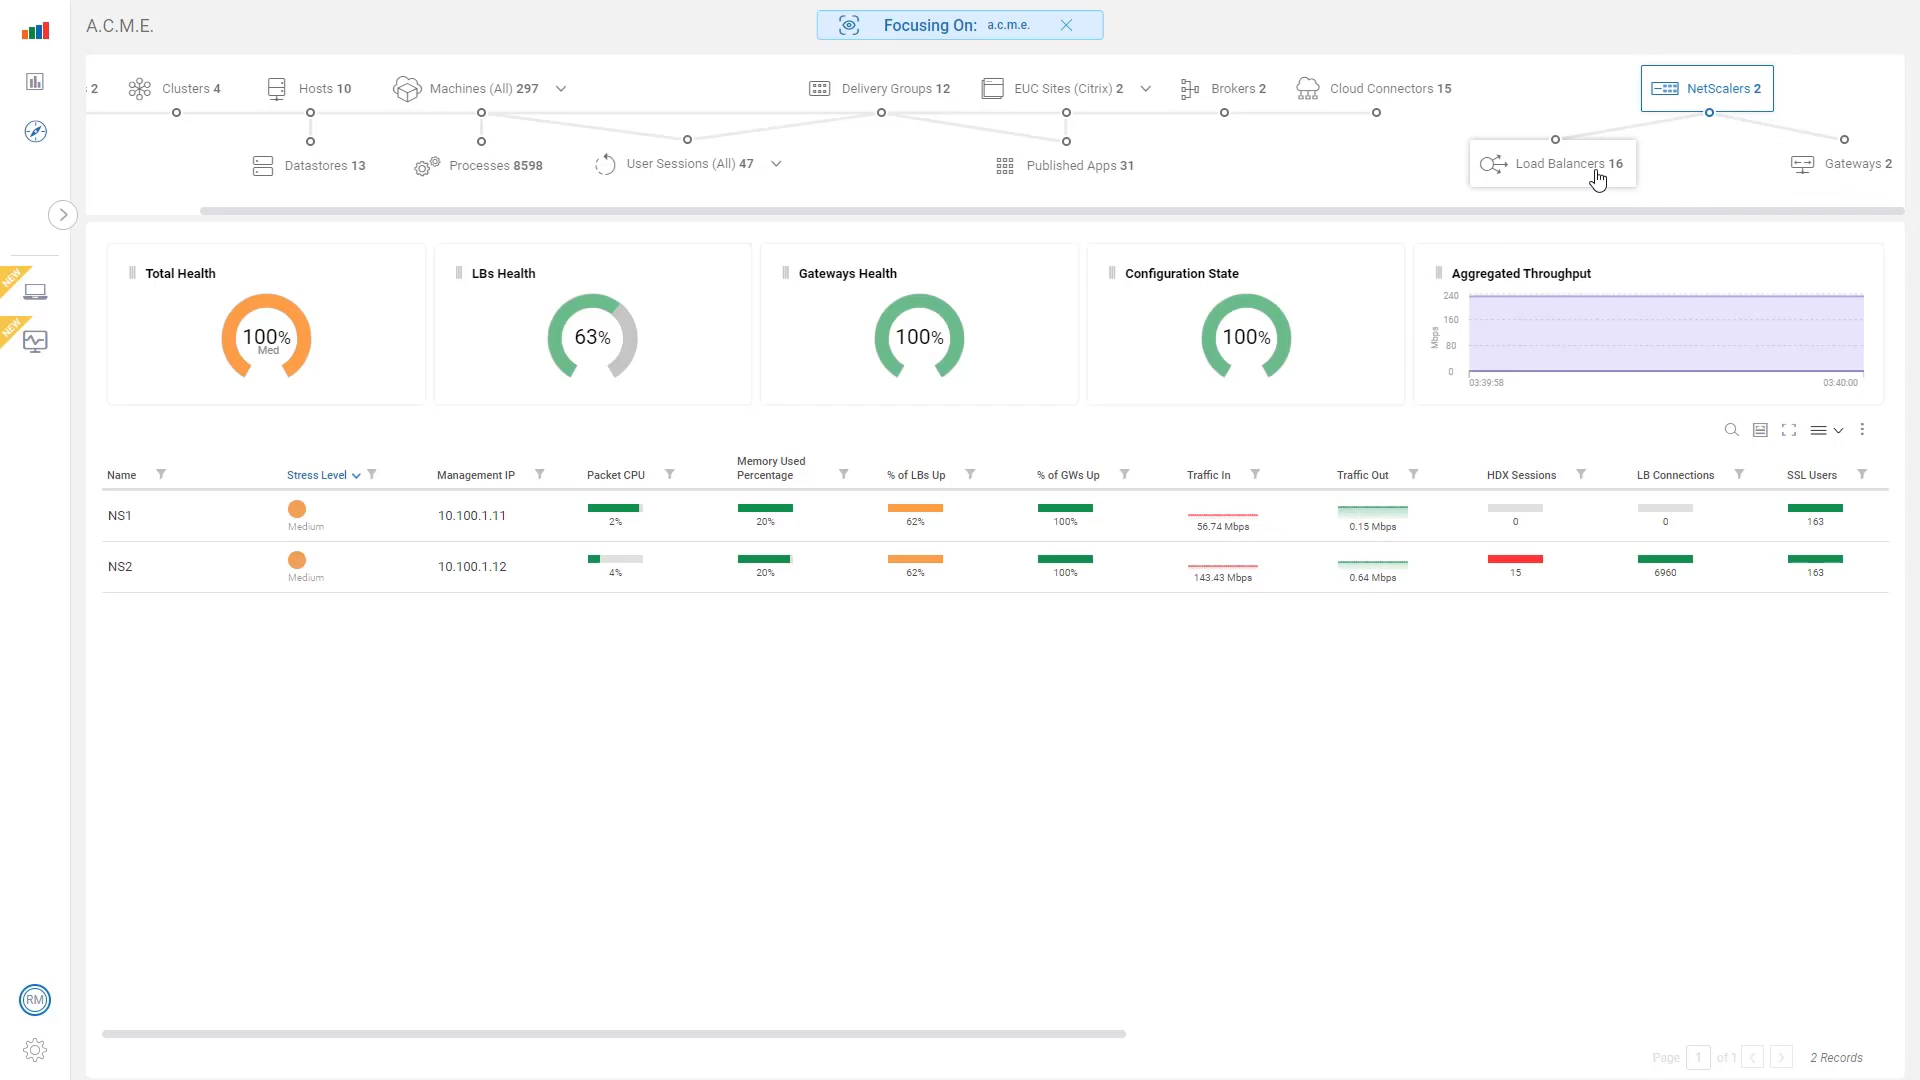 A.C.M.E.
Focusing On: a.c.m.e.
s 2
Clusters 4
Hosts 10
Machines (All) 297
Delivery Groups 12
EUC Sites (Citrix) 2
Brokers 2
Cloud Connectors 15
NetScalers 2
Datastores 13
Processes 8598
User Sessions (All) 47
Published Apps 31
Load Balancers 16
Gateways 2
NEW
NEW
Total Health
100%
Med
LBs Health
63%
Gateways Health
100%
Configuration State
100%
Aggregated Throughput
Mbps
240
160
80
0
03:39:58
03:40:00
Name
Stress Level
Management IP
Packet CPU
Memory Used
Percentage
% of LBs Up
% of GWs Up
Traffic In
Traffic Out
HDX Sessions
LB Connections
SSL Users
NS1
Medium
10.100.1.11
2%
20%
62%
100%
56.74 Mbps
0.15 Mbps
0
0
163
NS2
Medium
10.100.1.12
4%
20%
62%
100%
143.43 Mbps
0.64 Mbps
15
6960
163
RM
Page 1 of 1
2 Records